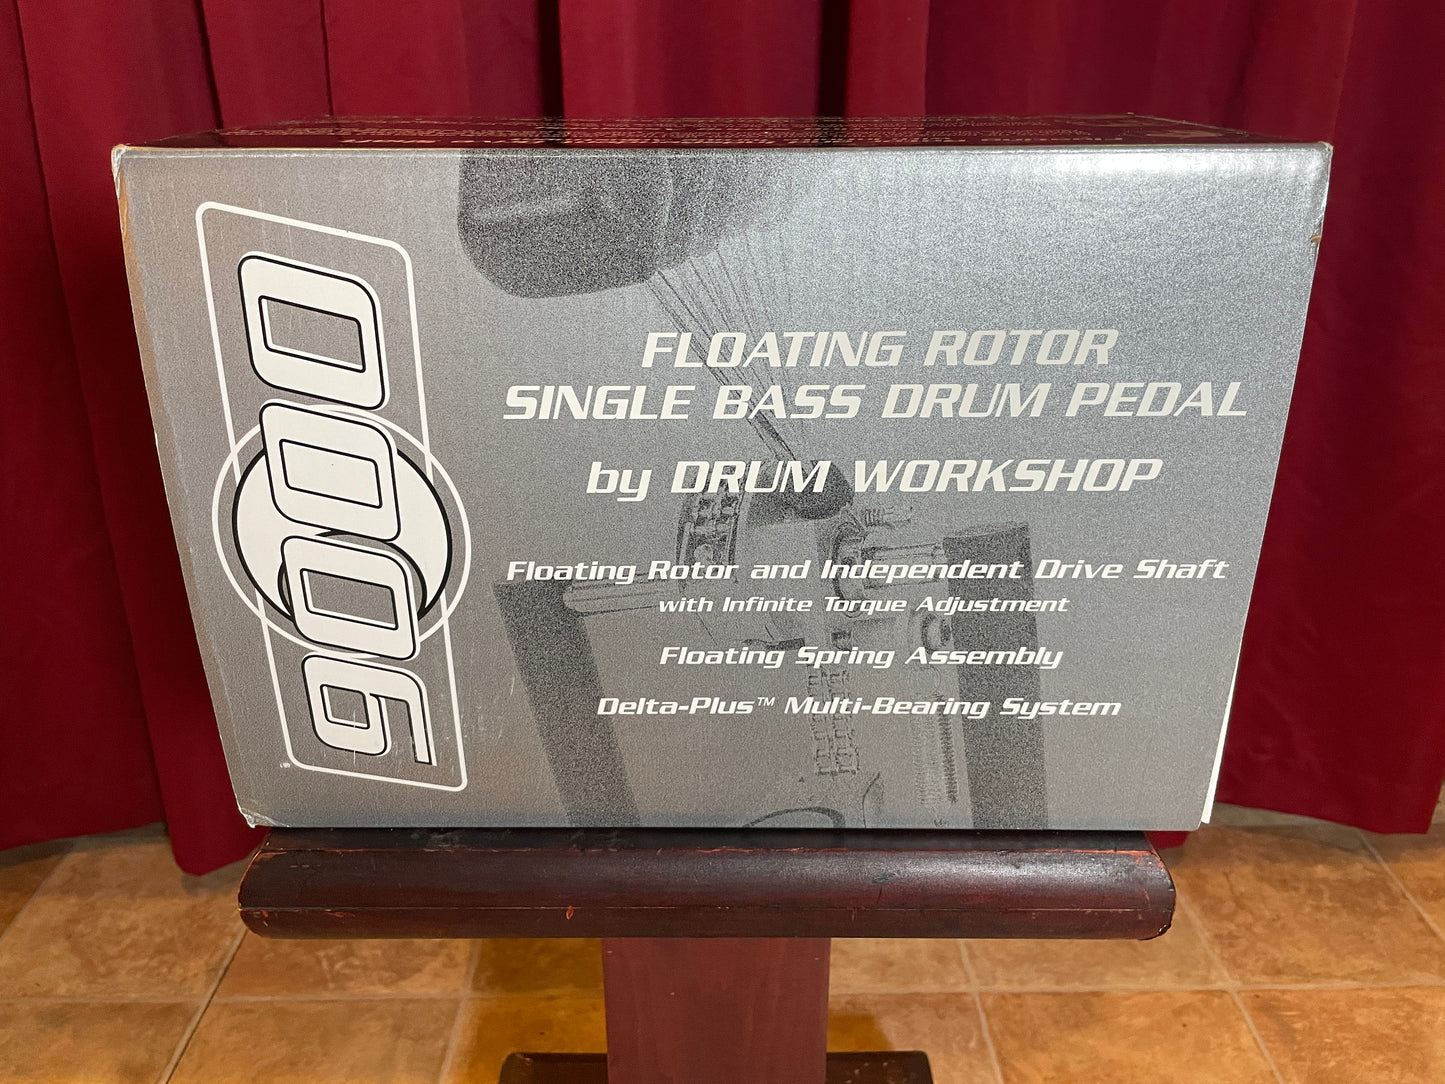 9000
FLOATING ROTOR
SINGLE BASS DRUM PEDAL
by DRUM WORKSHOP
Floating Rotor and Independent Drive Shaft
with Infinite Torque Adjustment
Floating Spring Assembly
Delta-Plus™ Multi-Bearing System